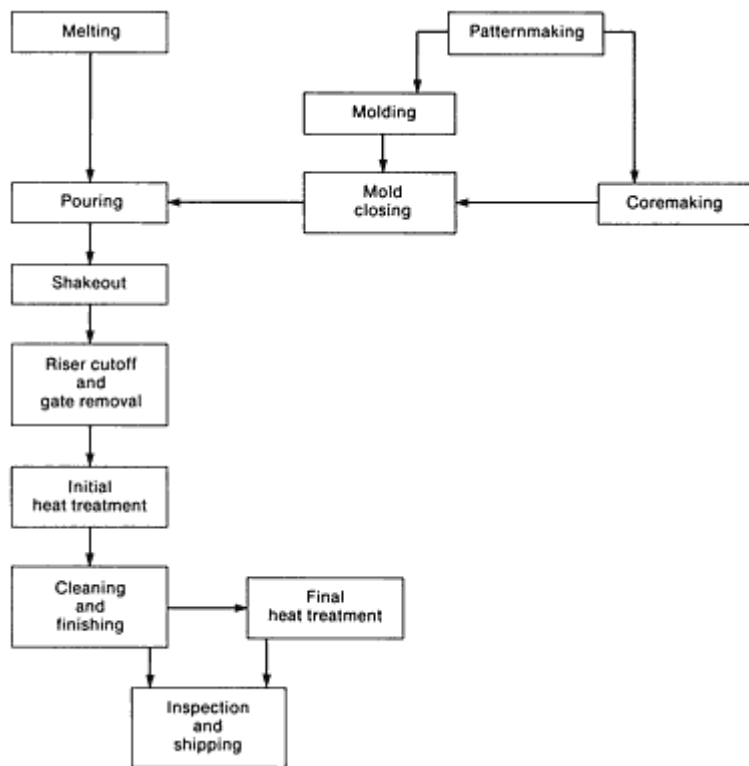 Melting
Patternmaking
Molding
Pouring
Mold
closing
Coremaking
Shakeout
Riser cutoff
and
gate removal
Initial
heat treatment
Cleaning
and
finishing
Final
heat treatment
Inspection
and
shipping